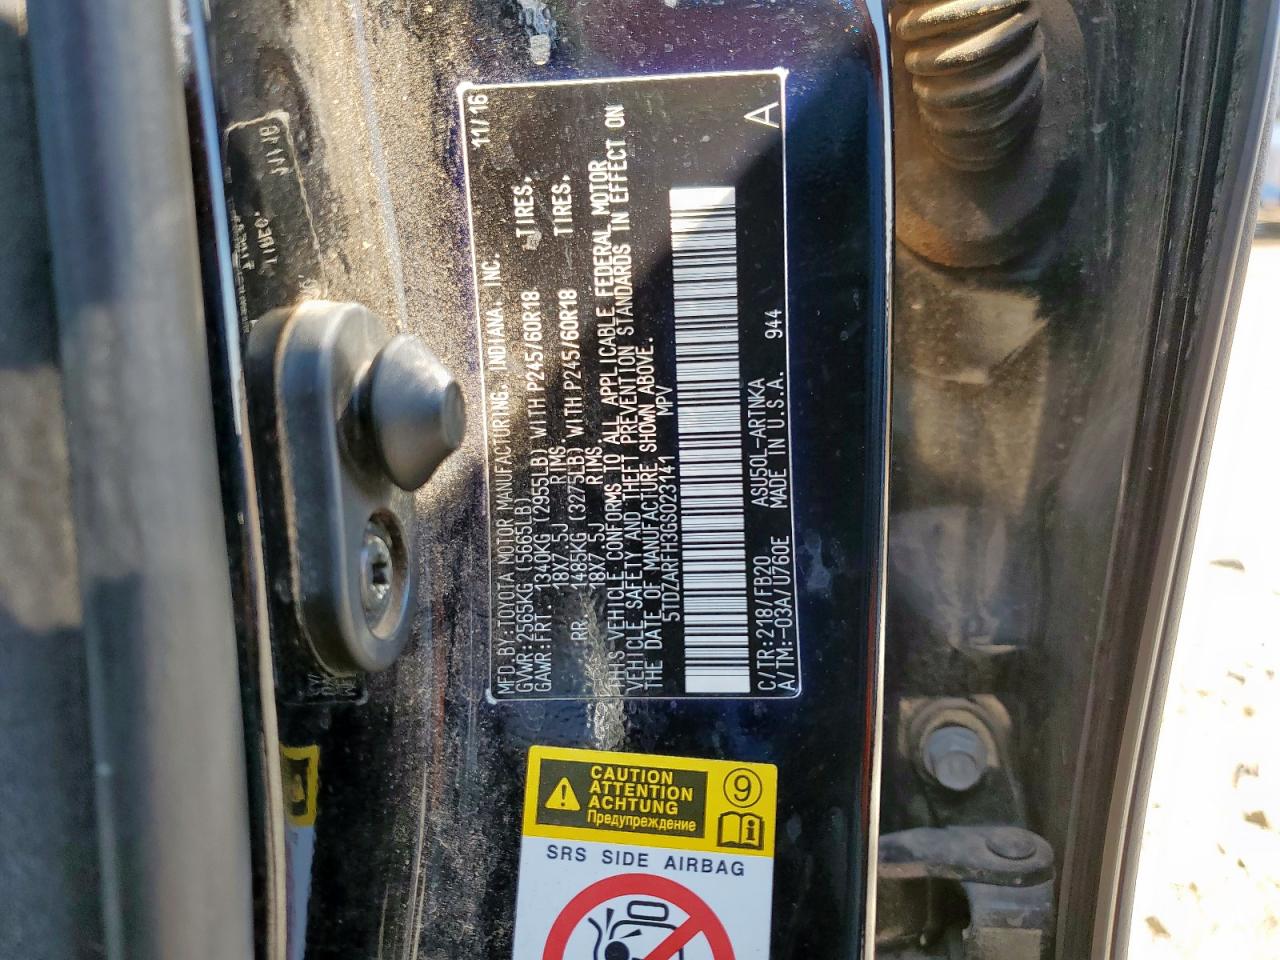 MFD.BY:TOYOTA MOTOR MANUFACTURING, INDIANA, INC. 11/16
GVWR:2565KG (5665LB)
GAWR:FRT. 1340KG (2955LB) WITH P245/60R18 TIRES,
18X7.5J RIMS
RR. 1485KG (3275LB) WITH P245/60R18 TIRES,
18X7.5J RIMS.
THIS VEHICLE CONFORMS TO ALL APPLICABLE FEDERAL MOTOR
VEHICLE SAFETY AND THEFT PREVENTION STANDARDS IN EFFECT ON
THE DATE OF MANUFACTURE SHOWN ABOVE.
5TDZARFH3GS023141 MPV
C/TR:218/FB20 ASU50L-ARTNKA
A/TM:-03A/U760E MADE IN U.S.A. 944
A
CAUTION
ATTENTION
ACHTUNG
Предупреждение
9
SRS SIDE AIRBAG